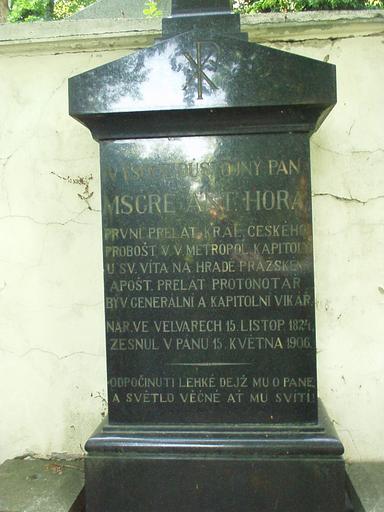 VYSOCE DŮSTOJNÝ PAN
MSGRE ANT. HORA
PRVNÍ PRELÁT KRÁL. ČESKÉHO,
PROBOŠT V. V. METROPOL. KAPITOLY
U SV. VÍTA NA HRADĚ PRAŽSKÉM,
APOŠT. PRELÁT PROTONOTÁŘ,
BÝV. GENERÁLNÍ A KAPITOLNÍ VIKÁŘ.
NAR. VE VELVARECH 15. LISTOP. 1824,
ZESNUL V PÁNU 15. KVĚTNA 1906.
ODPOČINUTÍ LEHKÉ DEJŽ MU Ó PANE,
A SVĚTLO VĚČNÉ AŤ MU SVÍTÍ!